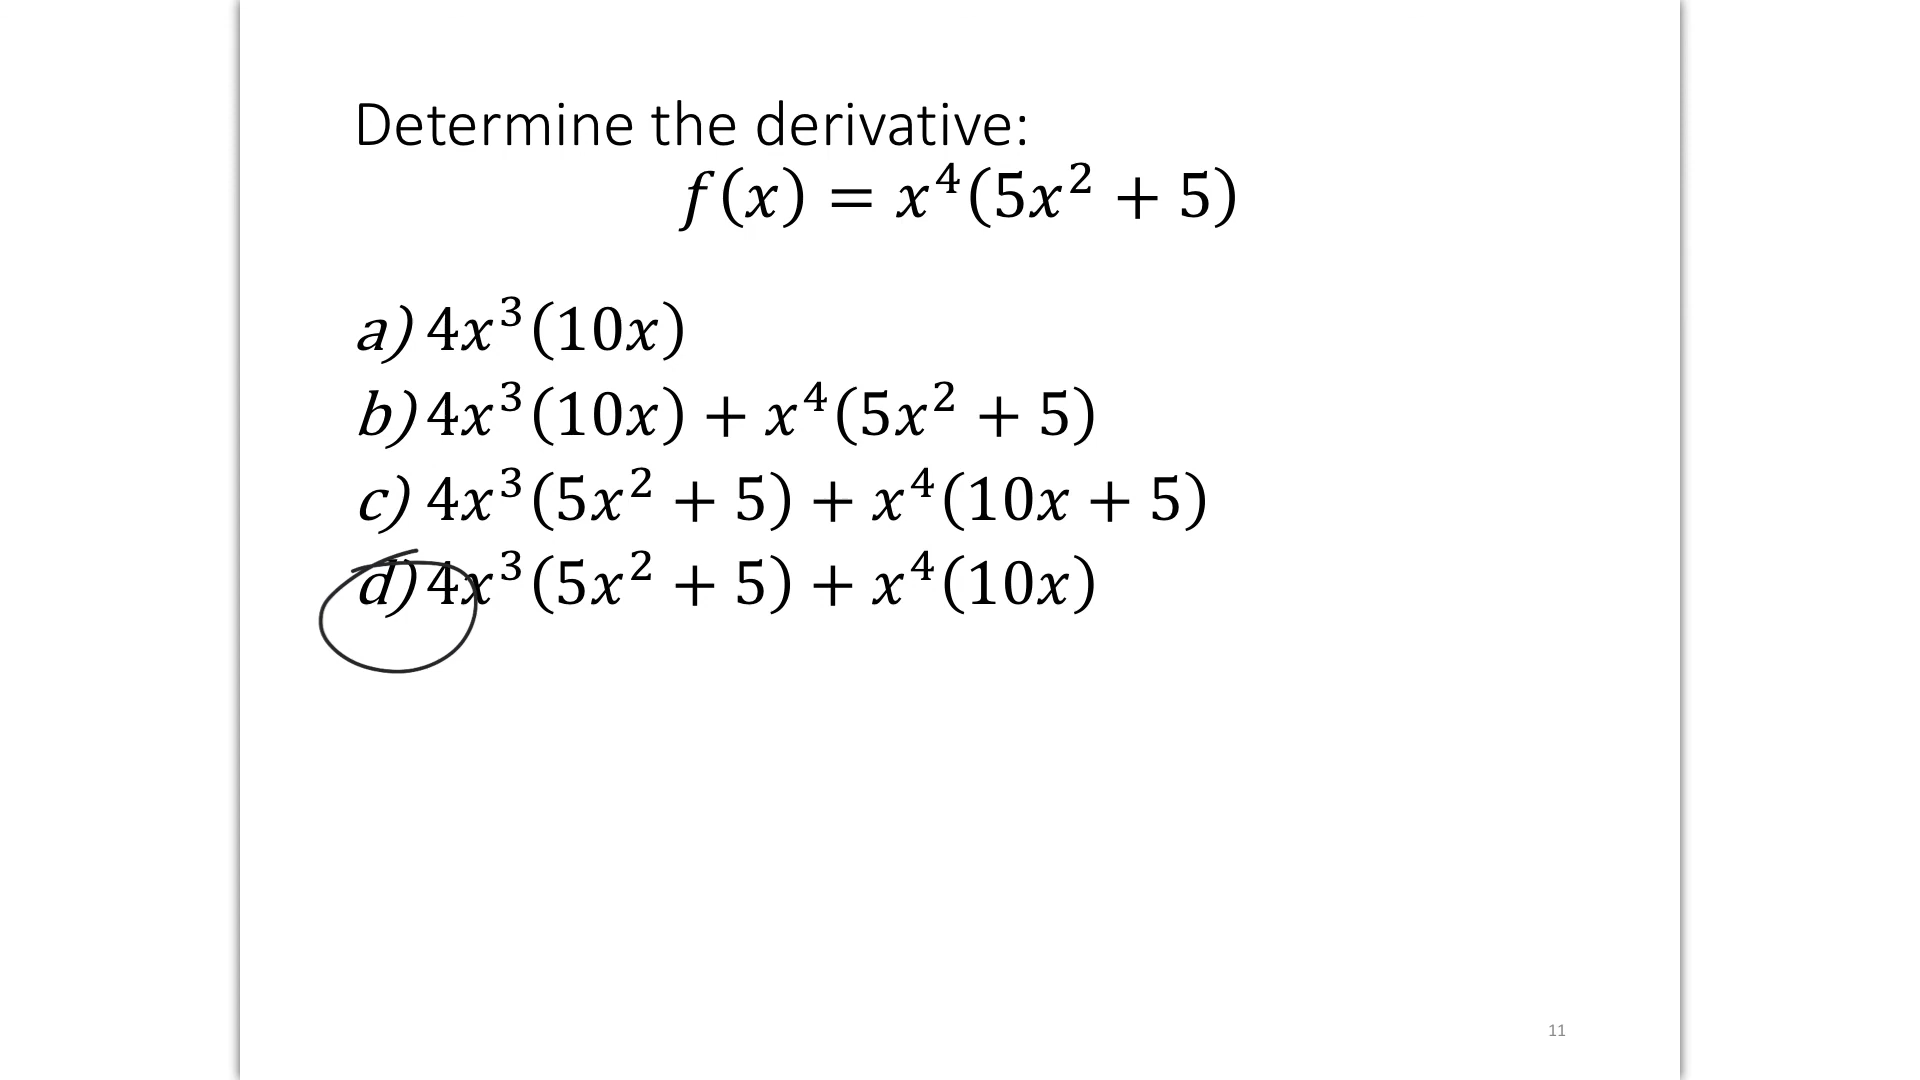 Determine the derivative:
f(x) = x⁴(5x² + 5)
a) 4x³(10x)
b) 4x³(10x) + x⁴(5x² + 5)
c) 4x³(5x² + 5) + x⁴(10x + 5)
d) 4x³(5x² + 5) + x⁴(10x)
11